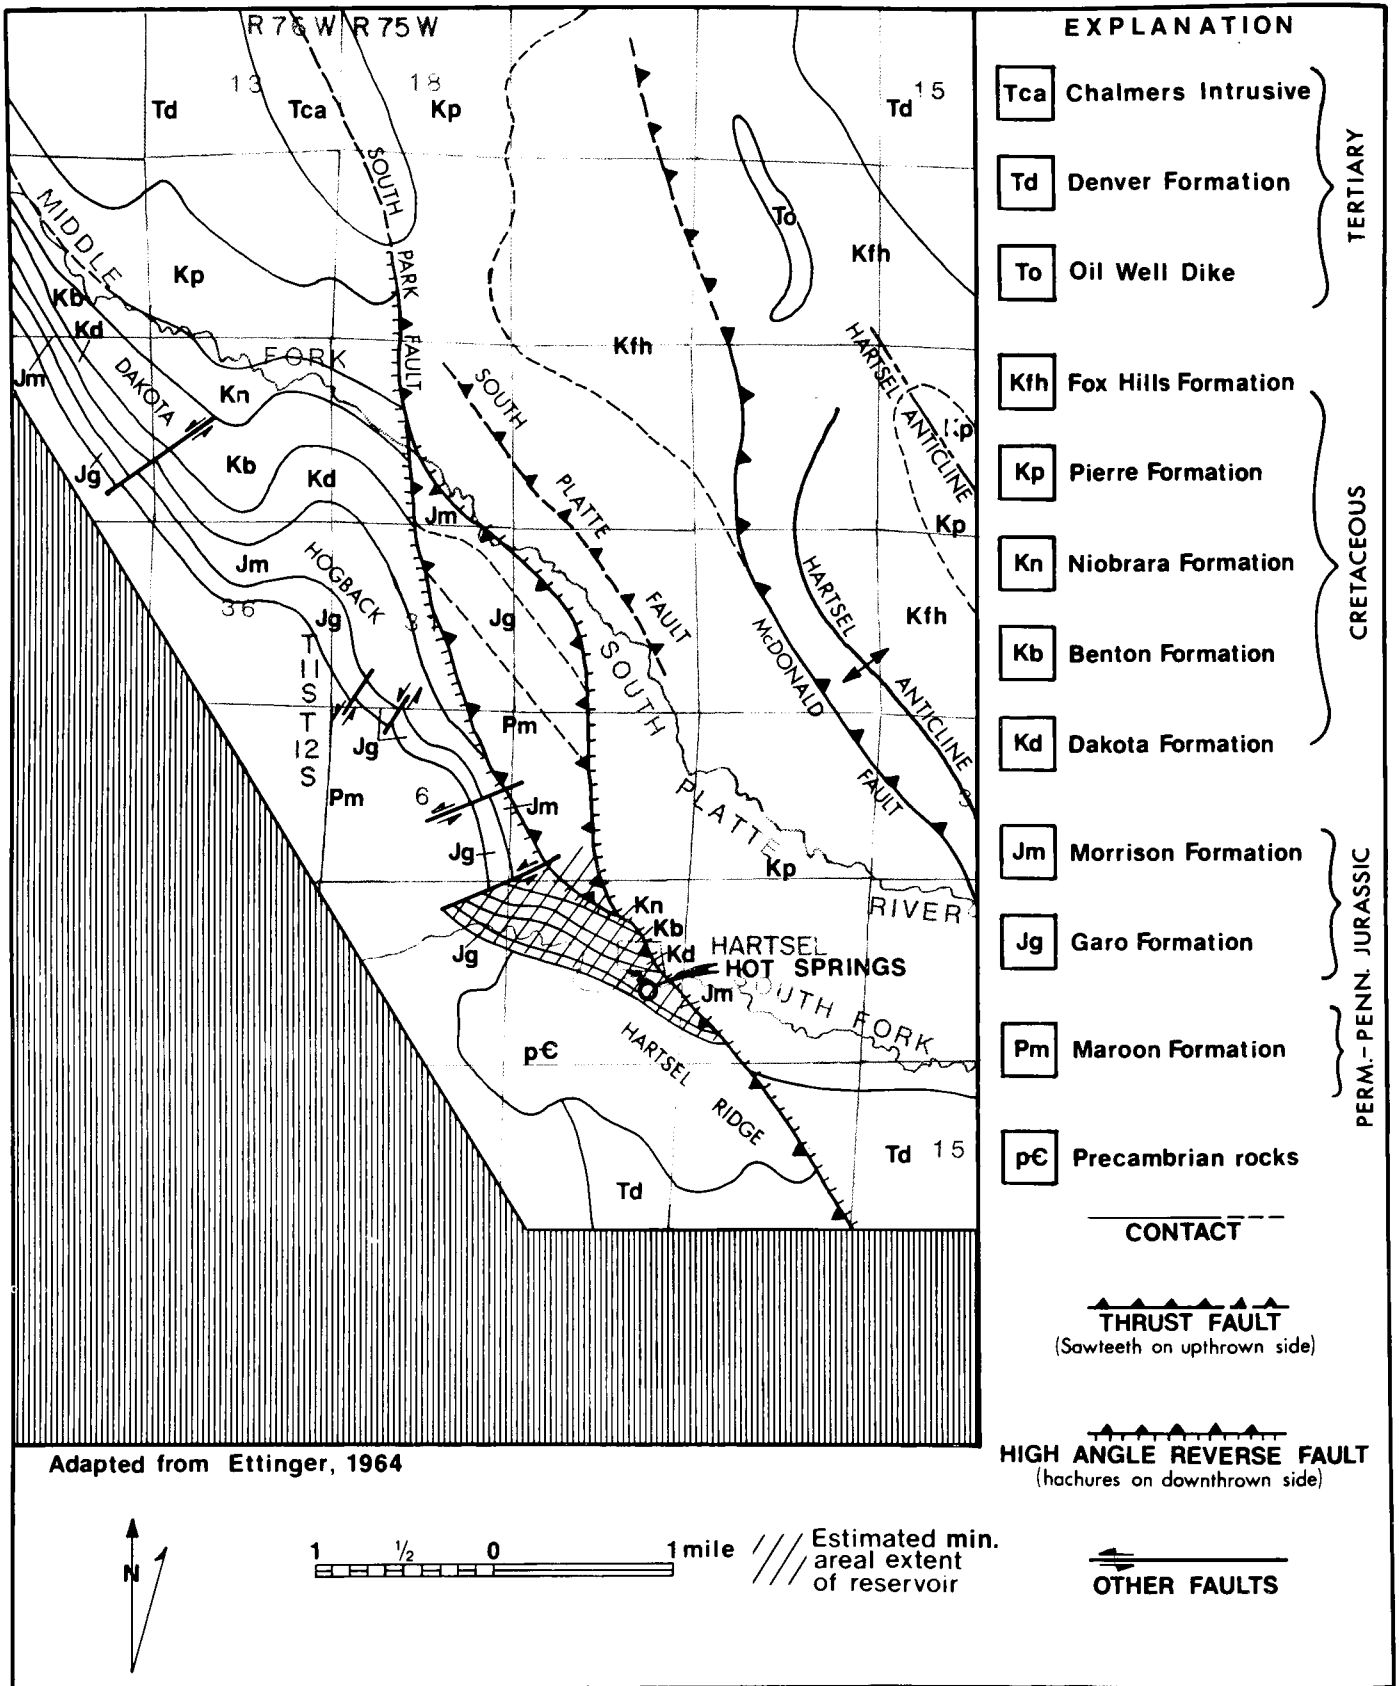 R 76 W R 75 W
13
18
15
Td
Tca
Kp
Td
SOUTH
PARK
FAULT
MIDDLE
FORK
To
Kfh
Kp
Kb
Kd
Kfh
HARTSEL ANTICLINE
Jm
DAKOTA
Kn
SOUTH
PLATTE
FAULT
Kp
Jg
Kb
Kd
Jm
Kp
Jm
HOGBACK
HARTSEL
ANTICLINE
36
Jg
Jg
Kfh
T
11
S
T
12
S
McDONALD
FAULT
SOUTH
PLATTE
RIVER
Pm
Jg
Pm
6
Jm
3
Jg
Kp
Kn
Kb
Kd
Jg
HARTSEL
HOT SPRINGS
Jm
SOUTH FORK
pЄ
HARTSEL
RIDGE
Td 15
Td
EXPLANATION
Tca Chalmers Intrusive
Td Denver Formation
To Oil Well Dike
TERTIARY
Kfh Fox Hills Formation
Kp Pierre Formation
Kn Niobrara Formation
Kb Benton Formation
Kd Dakota Formation
CRETACEOUS
Jm Morrison Formation
Jg Garo Formation
JURASSIC
Pm Maroon Formation
PERM.-PENN.
pЄ Precambrian rocks
CONTACT
THRUST FAULT
(Sawteeth on upthrown side)
HIGH ANGLE REVERSE FAULT
(hachures on downthrown side)
OTHER FAULTS
Adapted from Ettinger, 1964
N
1 ½ 0 1 mile
Estimated min.
areal extent
of reservoir